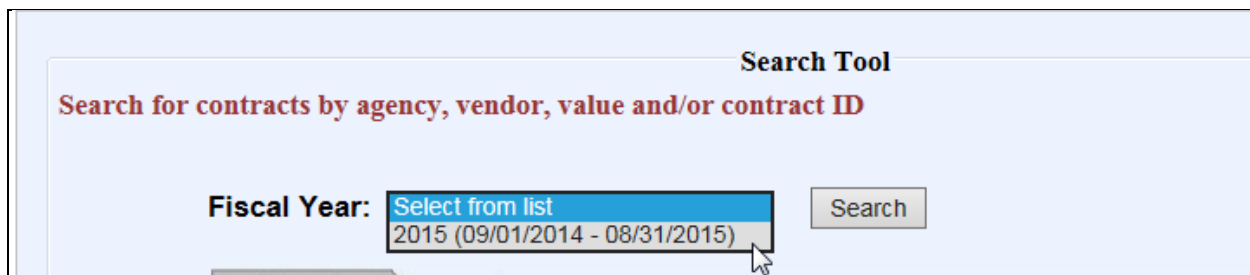 Search Tool
Search for contracts by agency, vendor, value and/or contract ID
Fiscal Year: Select from list Search
2015 (09/01/2014 - 08/31/2015)